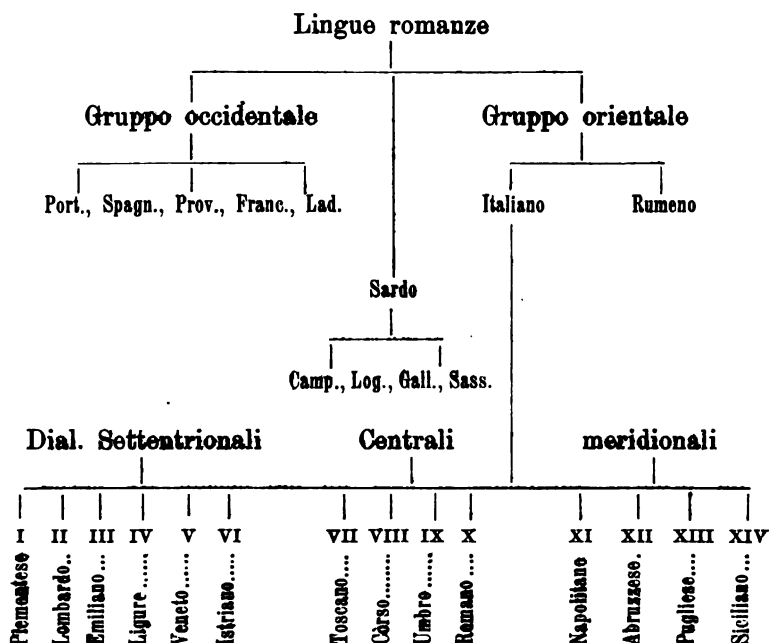 Lingue romanze
Gruppo occidentale
Gruppo orientale
Port., Spagn., Prov., Franc., Lad.
Italiano
Rumeno
Sardo
Camp., Log., Gall., Sass.
Dial. Settentrionali
Centrali
meridionali
I II III IV V VI VII VIII IX X XI XII XIII XIV
Piemontese
Lombardo..
Emiliano...
Ligure......
Veneto.....
Istriano.....
Toscano....
Còrso........
Umbro......
Romano....
Napolitane
Abruzzese.
Pugliese....
Siciliano...